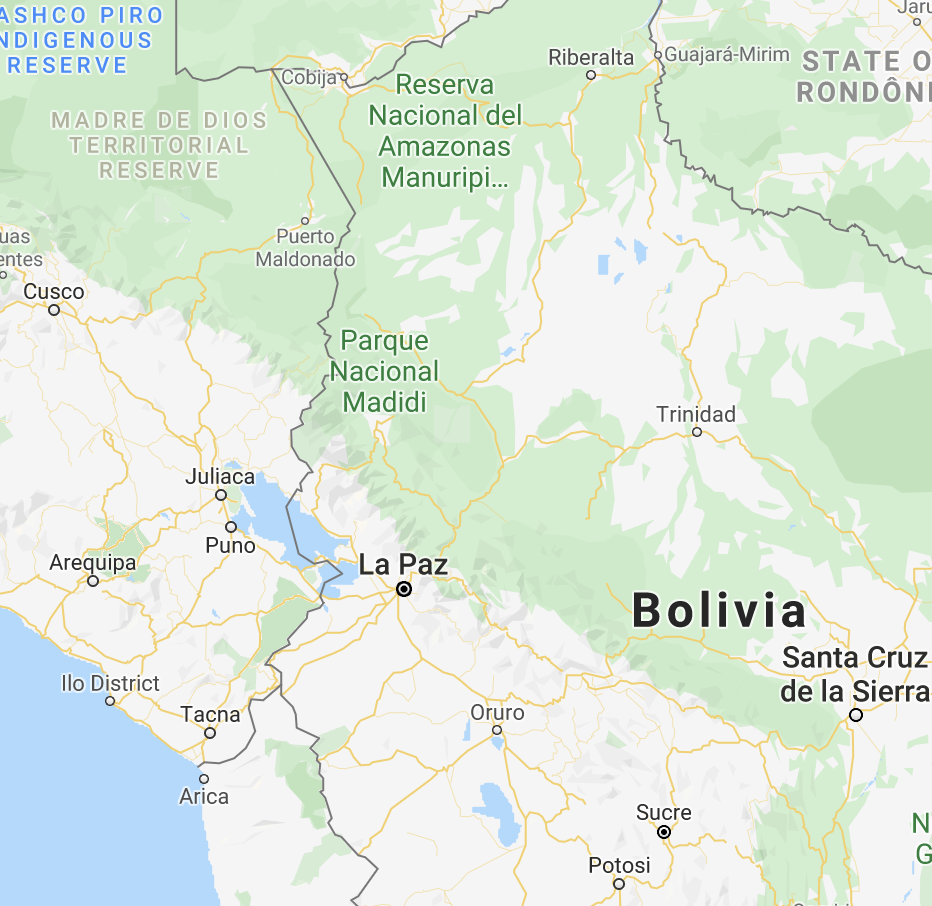 ASHCO PIRO
NDIGENOUS
RESERVE
Jaru
Riberalta
Guajará-Mirim
STATE O
RONDÔNI
Cobija
Reserva
Nacional del
Amazonas
Manuripi...
MADRE DE DIOS
TERRITORIAL
RESERVE
uas
entes
Puerto
Maldonado
Cusco
Parque
Nacional
Madidi
Trinidad
Juliaca
Puno
Arequipa
La Paz
Bolivia
Santa Cruz
de la Sierra
Ilo District
Tacna
Oruro
Arica
Sucre
N
G
Potosi